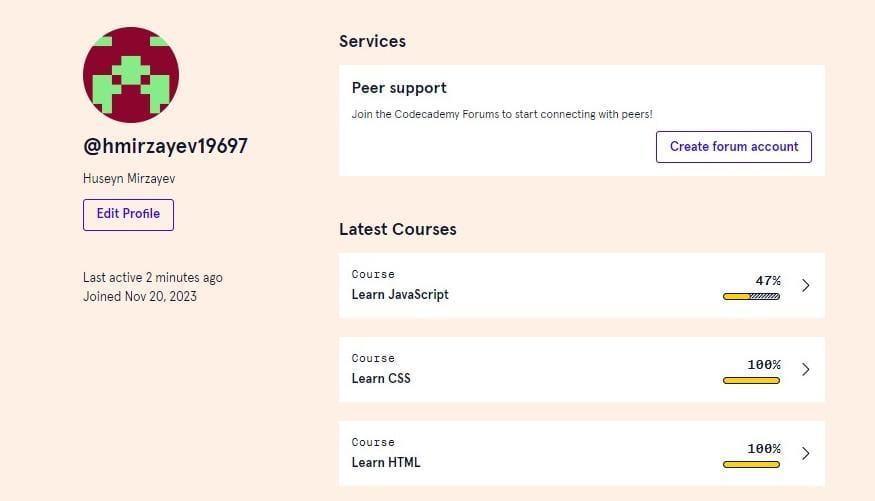 @hmirzayev19697
Huseyn Mirzayev
Edit Profile
Last active 2 minutes ago
Joined Nov 20, 2023
Services
Peer support
Join the Codecademy Forums to start connecting with peers!
Create forum account
Latest Courses
Course
47%
Learn JavaScript
Course
100%
Learn CSS
Course
100%
Learn HTML